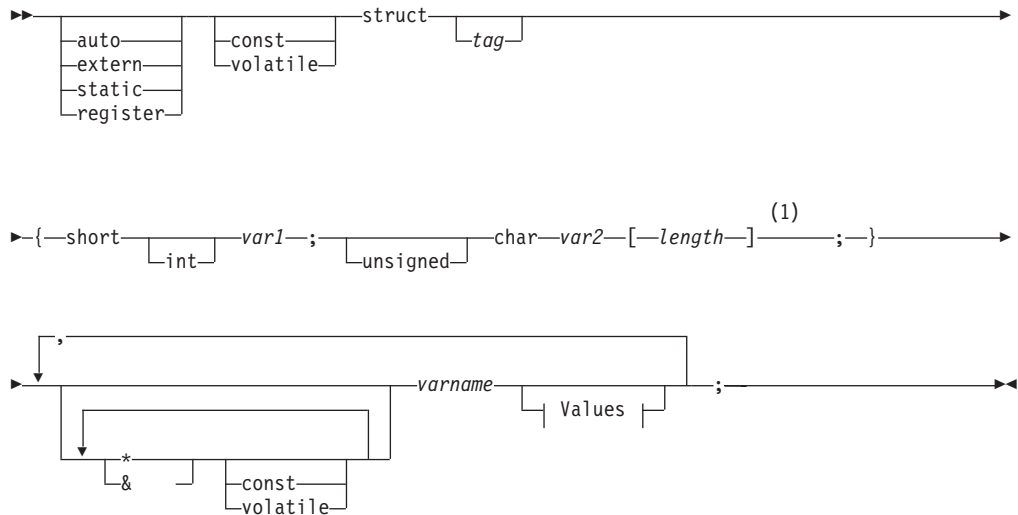 struct
auto const tag
extern volatile
static
register
(1)
{ short var1 ; char var2 [ length ] ; }
int unsigned
,
varname ;
Values
*
& const
volatile